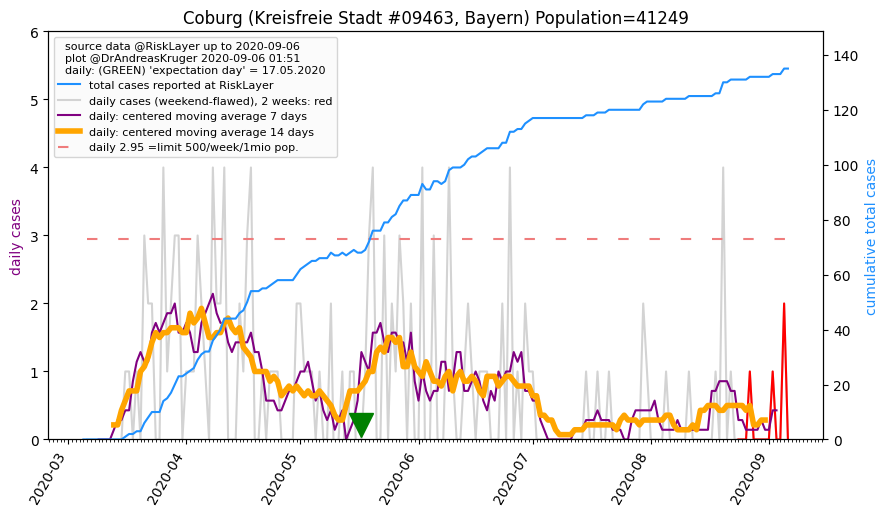 Coburg (Kreisfreie Stadt #09463, Bayern) Population=41249
source data @RiskLayer up to 2020-09-06
plot @DrAndreasKruger 2020-09-06 01:51
daily: (GREEN) 'expectation day' = 17.05.2020
total cases reported at RiskLayer
daily cases (weekend-flawed), 2 weeks: red
daily: centered moving average 7 days
daily: centered moving average 14 days
daily 2.95 =limit 500/week/1mio pop.
daily cases
6
5
4
3
2
1
0
cumulative total cases
140
120
100
80
60
40
20
0
2020-03
2020-04
2020-05
2020-06
2020-07
2020-08
2020-09